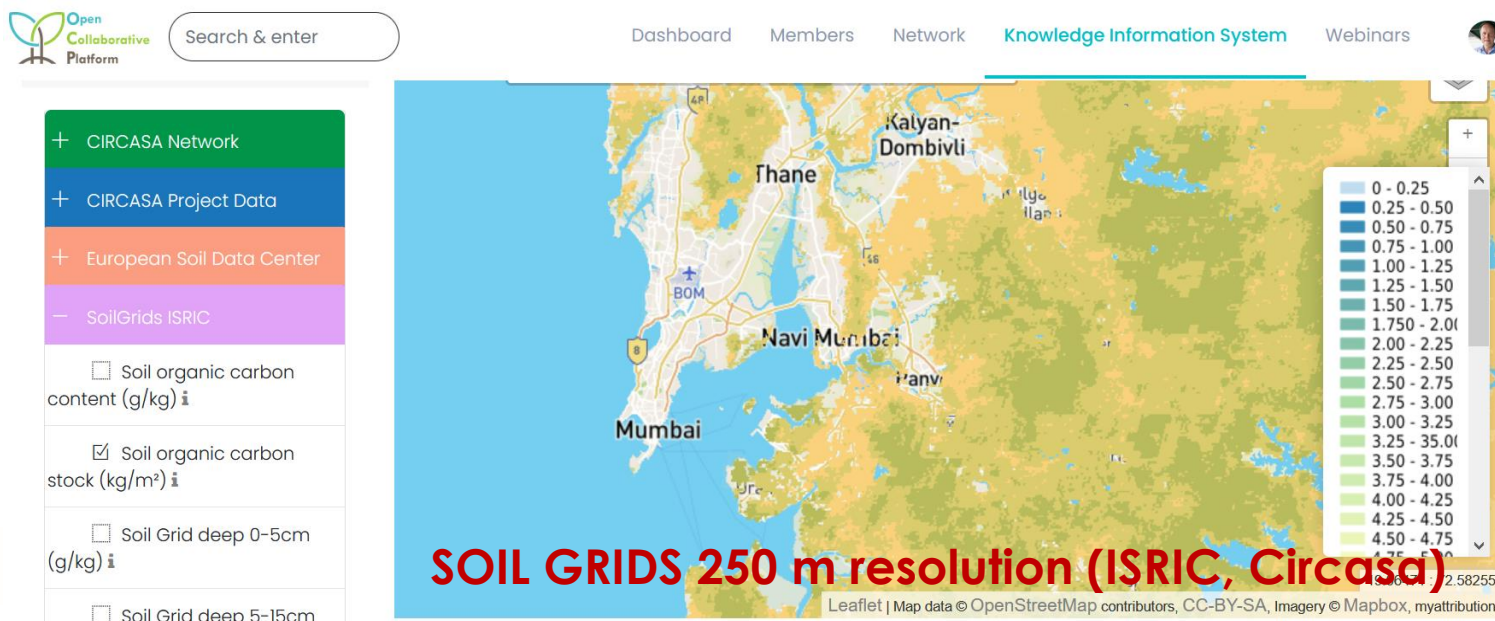 Open
Collaborative
Platform
Search & enter
Dashboard
Members
Network
Knowledge Information System
Webinars
+ CIRCASA Network
+ CIRCASA Project Data
+ European Soil Data Center
− SoilGrids ISRIC
Soil organic carbon
content (g/kg) i
Soil organic carbon
stock (kg/m²) i
Soil Grid deep 0-5cm
(g/kg) i
Soil Grid deep 5-15cm
Kalyan-
Dombivli
Thane
BOM
8
Navi Mumbai
Mumbai
+
0 - 0.25
0.25 - 0.50
0.50 - 0.75
0.75 - 1.00
1.00 - 1.25
1.25 - 1.50
1.50 - 1.75
1.750 - 2.00
2.00 - 2.25
2.25 - 2.50
2.50 - 2.75
2.75 - 3.00
3.00 - 3.25
3.25 - 35.00
3.50 - 3.75
3.75 - 4.00
4.00 - 4.25
4.25 - 4.50
4.50 - 4.75
SOIL GRIDS 250 m resolution (ISRIC, Circasa)
Leaflet | Map data © OpenStreetMap contributors, CC-BY-SA, Imagery © Mapbox, myattribution